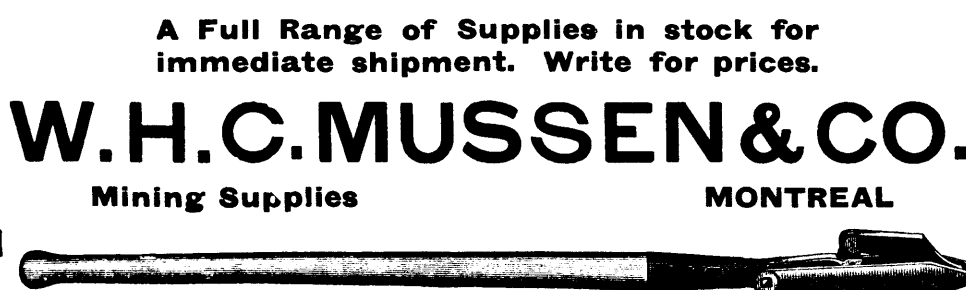 A Full Range of Supplies in stock for
immediate shipment. Write for prices.
W.H.C.MUSSEN&CO.
Mining Supplies MONTREAL